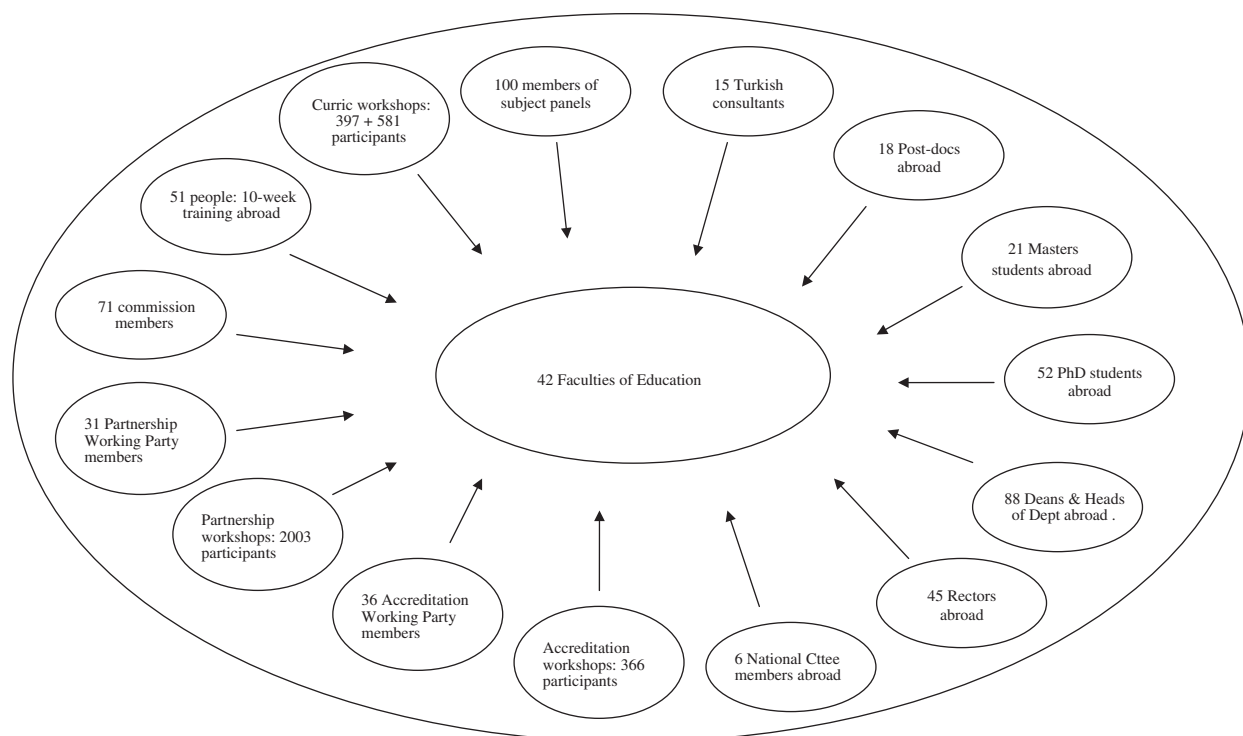 100 members of
subject panels
15 Turkish
consultants
Curric workshops:
397 + 581
participants
18 Post-docs
abroad
51 people: 10-week
training abroad
21 Masters
students abroad
71 commission
members
42 Faculties of Education
52 PhD students
abroad
31 Partnership
Working Party
members
88 Deans & Heads
of Dept abroad .
Partnership
workshops: 2003
participants
45 Rectors
abroad
36 Accreditation
Working Party
members
Accreditation
workshops: 366
participants
6 National Cttee
members abroad